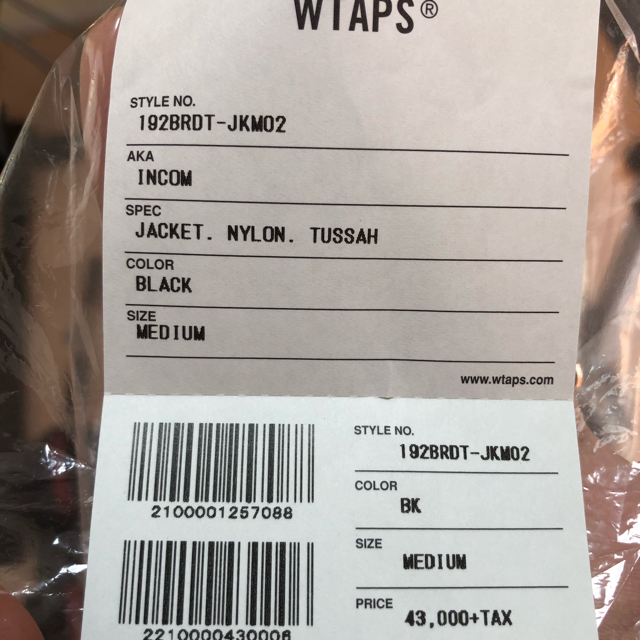 WTAPS®
STYLE NO.
192BRDT-JKM02
AKA
INCOM
SPEC
JACKET. NYLON. TUSSAH
COLOR
BLACK
SIZE
MEDIUM
www.wtaps.com
STYLE NO.
192BRDT-JKM02
COLOR
BK
SIZE
MEDIUM
PRICE
43,000+TAX
2100001257088
2210000430006